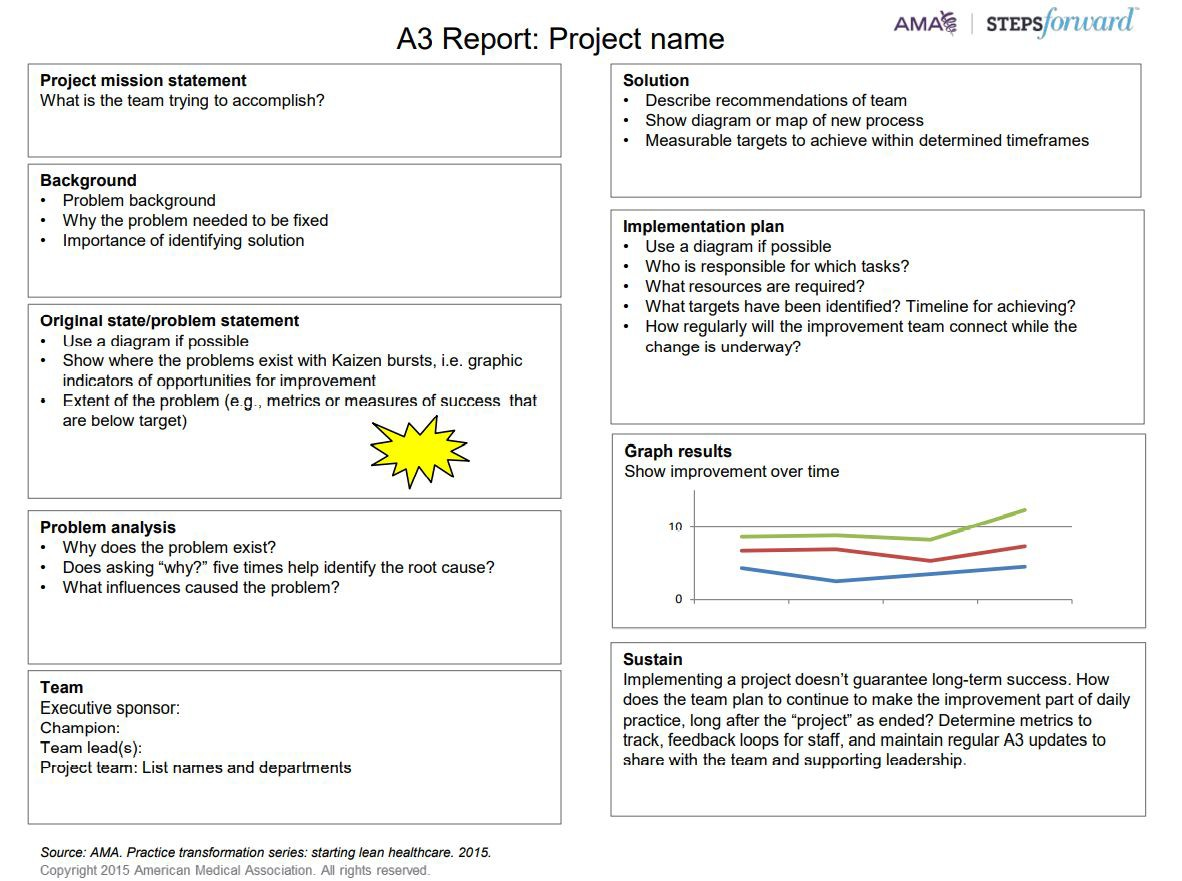 AMA | STEPSforward
A3 Report: Project name
Project mission statement
What is the team trying to accomplish?
Background
• Problem background
• Why the problem needed to be fixed
• Importance of identifying solution
Original state/problem statement
• Use a diagram if possible
• Show where the problems exist with Kaizen bursts, i.e. graphic
indicators of opportunities for improvement
• Extent of the problem (e.g., metrics or measures of success that
are below target)
Problem analysis
• Why does the problem exist?
• Does asking “why?” five times help identify the root cause?
• What influences caused the problem?
Team
Executive sponsor:
Champion:
Team lead(s):
Project team: List names and departments
Solution
• Describe recommendations of team
• Show diagram or map of new process
• Measurable targets to achieve within determined timeframes
Implementation plan
• Use a diagram if possible
• Who is responsible for which tasks?
• What resources are required?
• What targets have been identified? Timeline for achieving?
• How regularly will the improvement team connect while the
change is underway?
Graph results
Show improvement over time
10
0
Sustain
Implementing a project doesn’t guarantee long-term success. How
does the team plan to continue to make the improvement part of daily
practice, long after the “project” as ended? Determine metrics to
track, feedback loops for staff, and maintain regular A3 updates to
share with the team and supporting leadership.
Source: AMA. Practice transformation series: starting lean healthcare. 2015.
Copyright 2015 American Medical Association. All rights reserved.